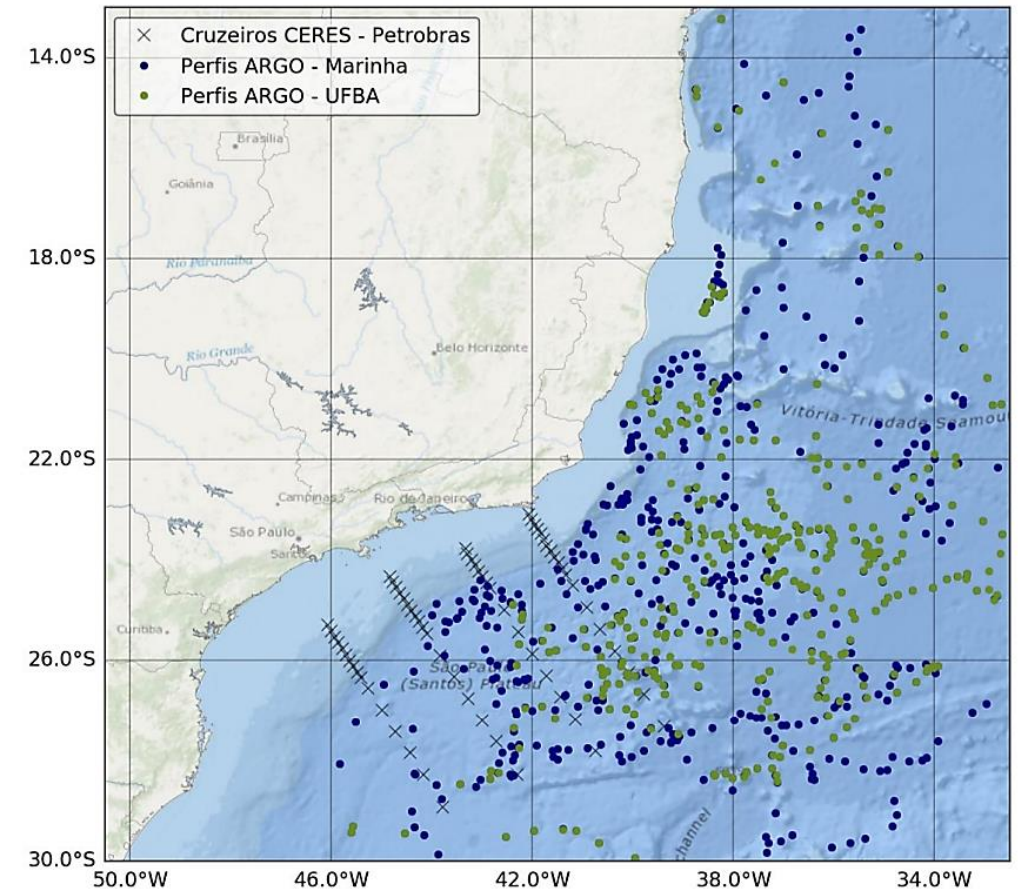 Cruzeiros CERES - Petrobras
Perfis ARGO - Marinha
Perfis ARGO - UFBA
14.0°S
Brasília
Goiânia
18.0°S
Rio Paranaíba
Rio Grande
Belo Horizonte
Vitória-Trindade Seamou
22.0°S
Campinas
Rio de Janeiro
São Paulo
Santos
Curitiba
26.0°S
São Paulo
(Santos) Plateau
channel
30.0°S
50.0°W 46.0°W 42.0°W 38.0°W 34.0°W